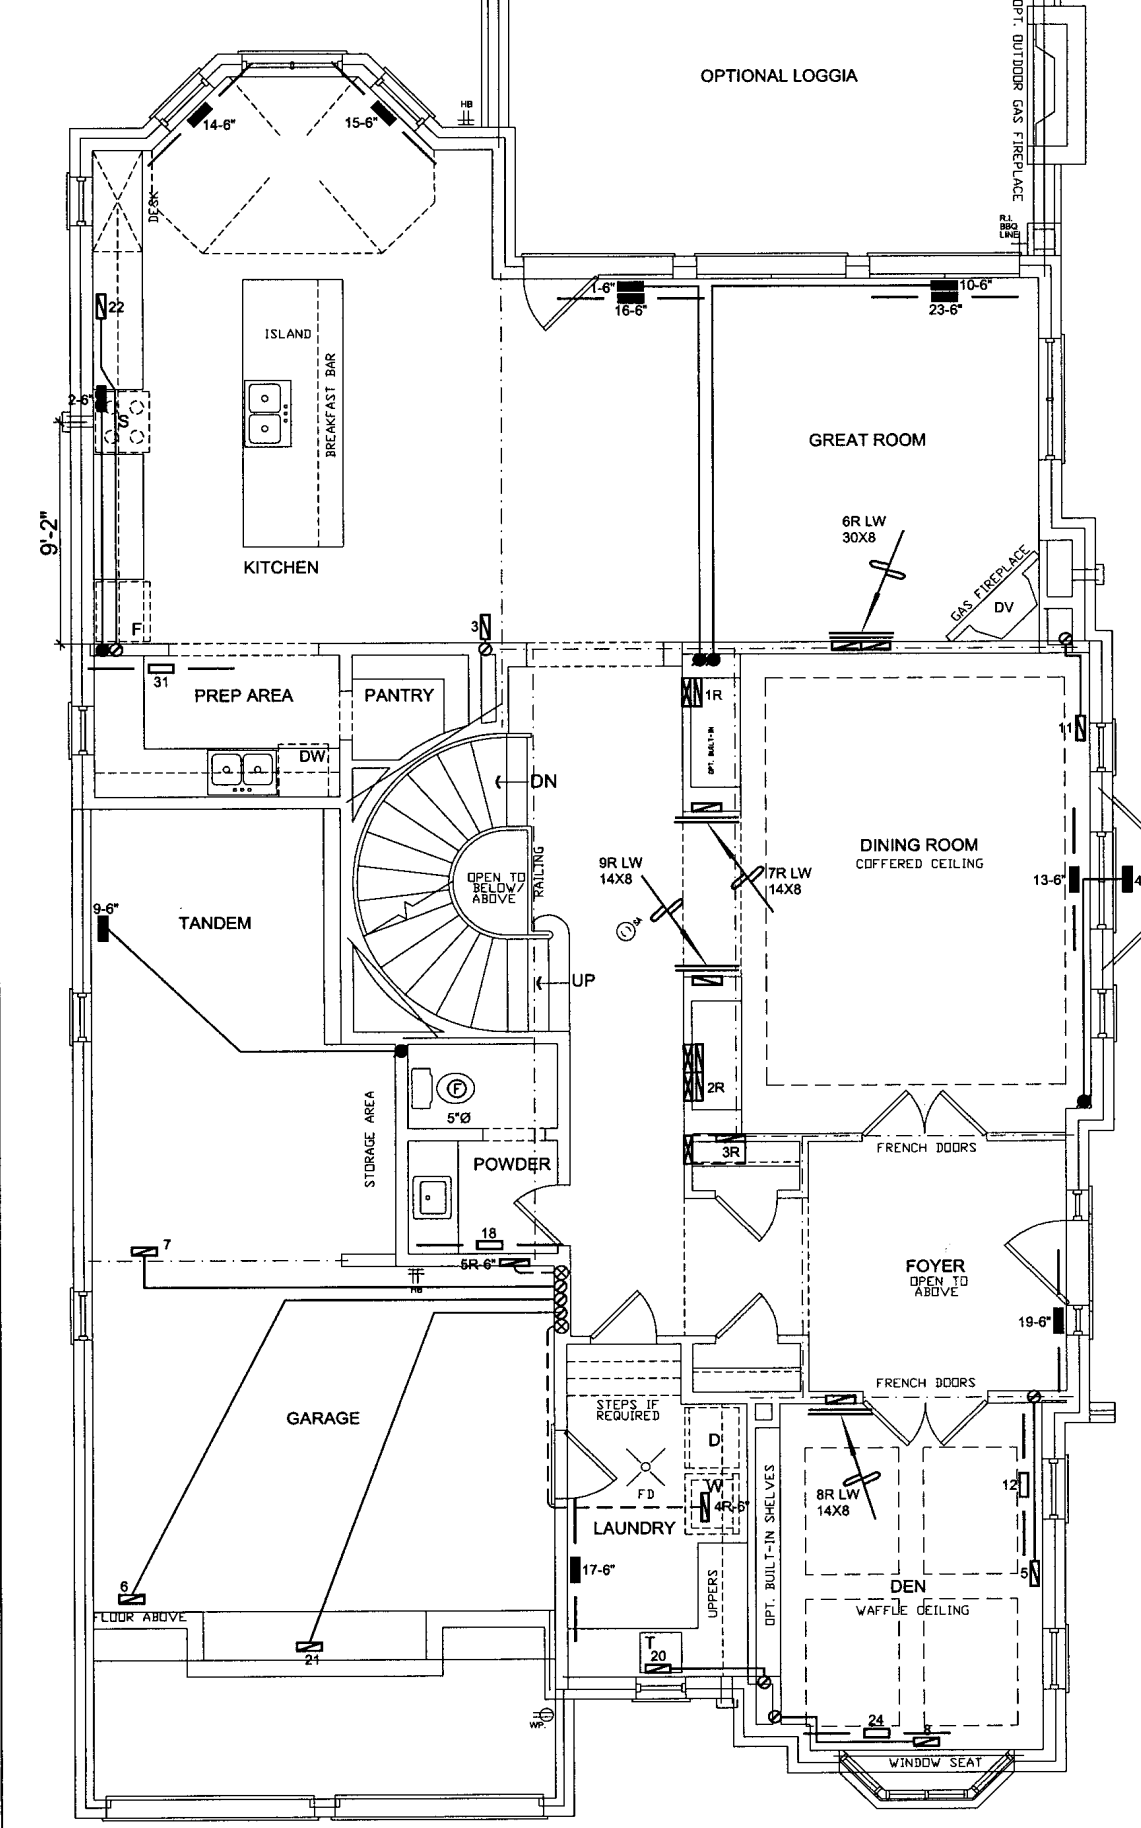 OPTIONAL LOGGIA
OPT. OUTDOOR GAS FIREPLACE
HB
14-6"
15-6"
DESK
R.I.
BBQ
LINE
1-6"
16-6"
10-6"
23-6"
22
ISLAND
BREAKFAST BAR
2-6"
S
GREAT ROOM
9'-2"
6R LW
30X8
KITCHEN
GAS FIREPLACE
DV
F
3
31
PREP AREA
PANTRY
1R
OPT. BUILT-IN
11
DW
DN
RAILING
OPEN TO
BELOW/
ABOVE
DINING ROOM
COFFERED CEILING
9R LW
14X8
7R LW
14X8
13-6"
4
9-6"
TANDEM
UP
F
5"Ø
2R
STORAGE AREA
POWDER
3R
FRENCH DOORS
18
7
5R-6"
HB
FOYER
OPEN TO
ABOVE
19-6"
FRENCH DOORS
GARAGE
STEPS IF
REQUIRED
D
FD
W
4R-6"
LAUNDRY
OPT. BUILT-IN SHELVES
8R LW
14X8
12
17-6"
UPPERS
5
DEN
WAFFLE CEILING
6
FLOOR ABOVE
21
T
20
WP.
24
8
WINDOW SEAT